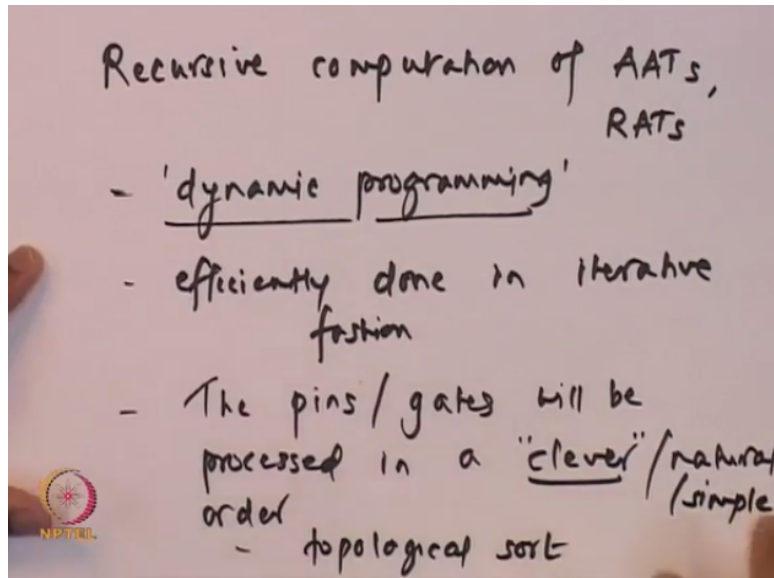 Recursive computation of AATs,
RATs
- 'dynamic programming'
- efficiently done in iterative
fashion
- The pins / gates will be
processed in a "clever" / natural
order / simple
- topological sort
NPTEL